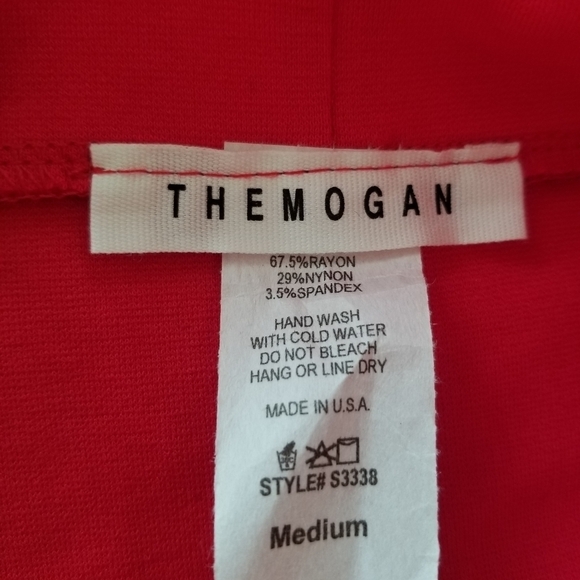 THEMOGAN
67.5%RAYON
29%NYNON
3.5%SPANDEX
HAND WASH
WITH COLD WATER
DO NOT BLEACH
HANG OR LINE DRY
MADE IN U.S.A.
STYLE# S3338
Medium